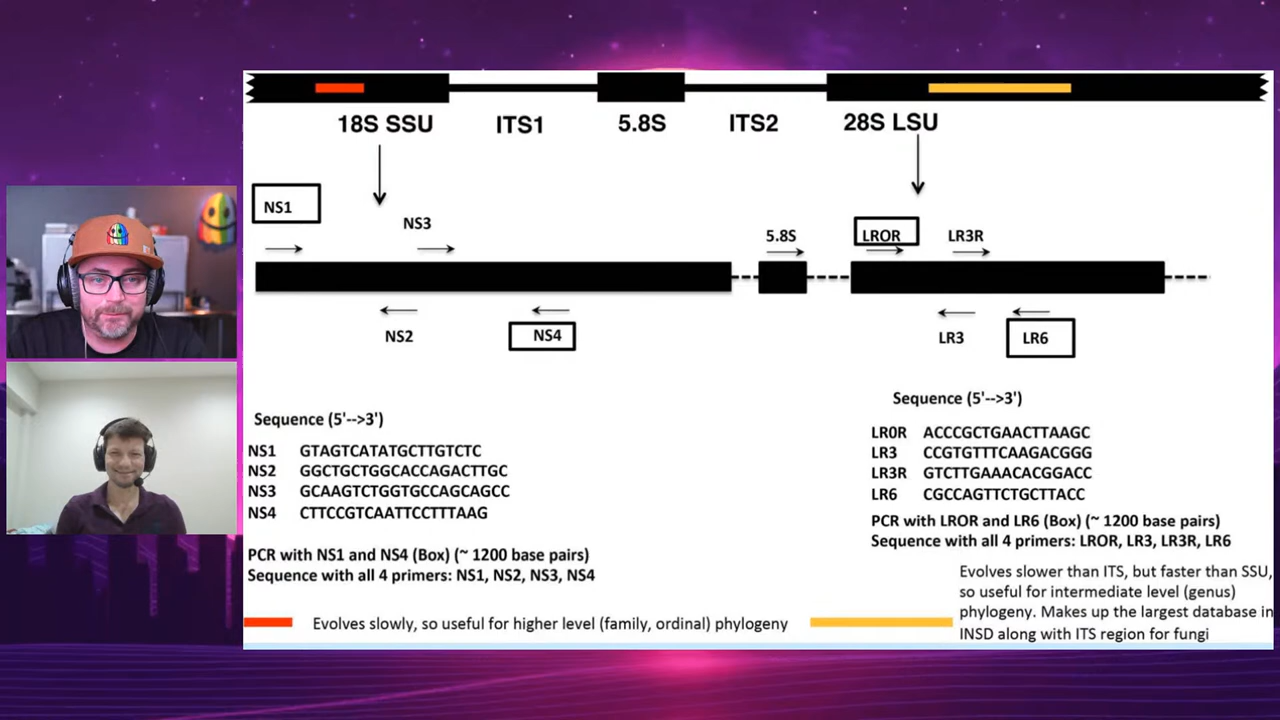 18S SSU
ITS1
5.8S
ITS2
28S LSU
NS1
NS3
5.8S
LROR
LR3R
NS2
NS4
LR3
LR6
Sequence (5'-->3')
NS1 GTAGTCATATGCTTGTCTC
NS2 GGCTGCTGGCACCAGACTTGC
NS3 GCAAGTCTGGTGCCAGCAGCC
NS4 CTTCCGTCAATTCCTTTAAG
PCR with NS1 and NS4 (Box) (~ 1200 base pairs)
Sequence with all 4 primers: NS1, NS2, NS3, NS4
Sequence (5'-->3')
LR0R ACCCGCTGAACTTAAGC
LR3 CCGTGTTTCAAGACGGG
LR3R GTCTTGAAACACGGACC
LR6 CGCCAGTTCTGCTTACC
PCR with LROR and LR6 (Box) (~ 1200 base pairs)
Sequence with all 4 primers: LROR, LR3, LR3R, LR6
Evolves slowly, so useful for higher level (family, ordinal) phylogeny
Evolves slower than ITS, but faster than SSU,
so useful for intermediate level (genus)
phylogeny. Makes up the largest database in
INSD along with ITS region for fungi